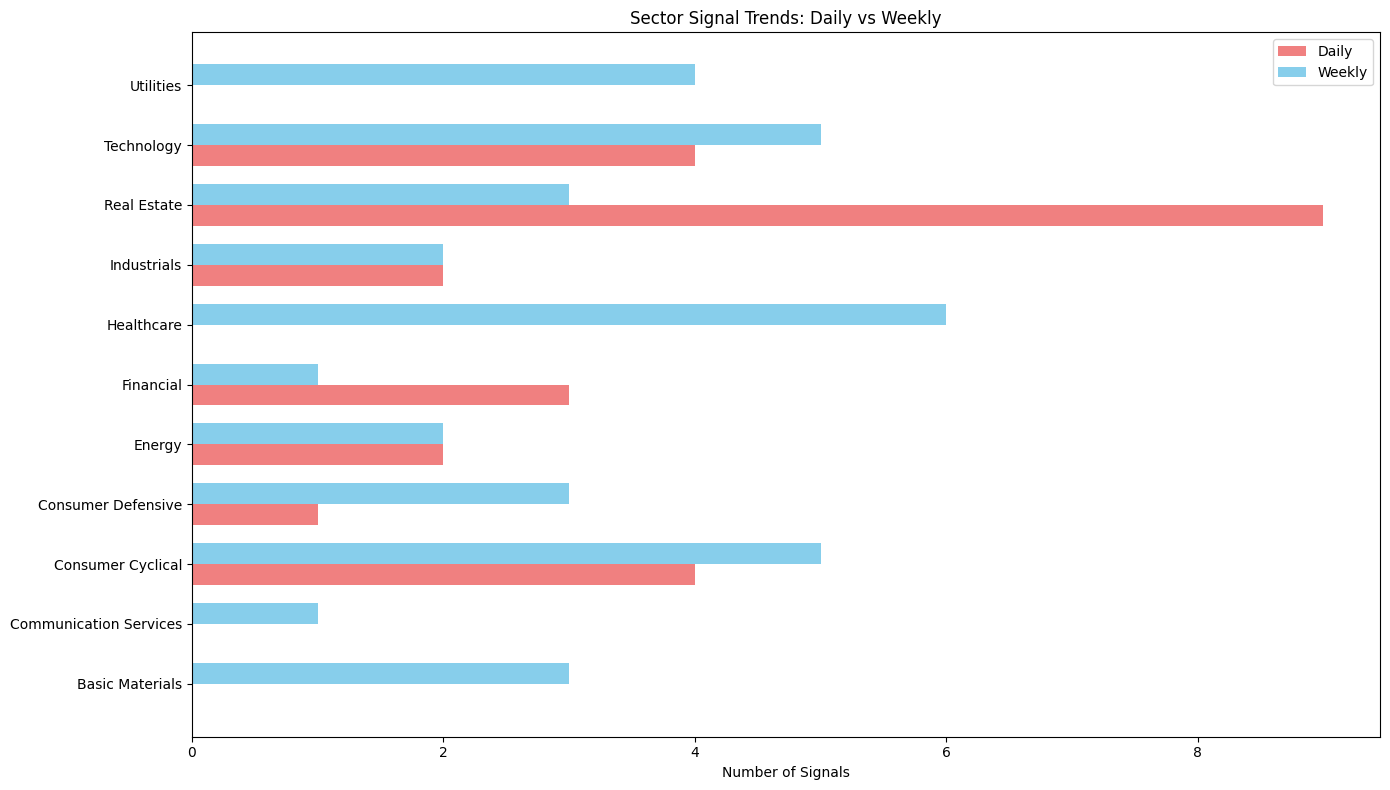 Sector Signal Trends: Daily vs Weekly
Daily
Weekly
Utilities
Technology
Real Estate
Industrials
Healthcare
Financial
Energy
Consumer Defensive
Consumer Cyclical
Communication Services
Basic Materials
0 2 4 6 8
Number of Signals